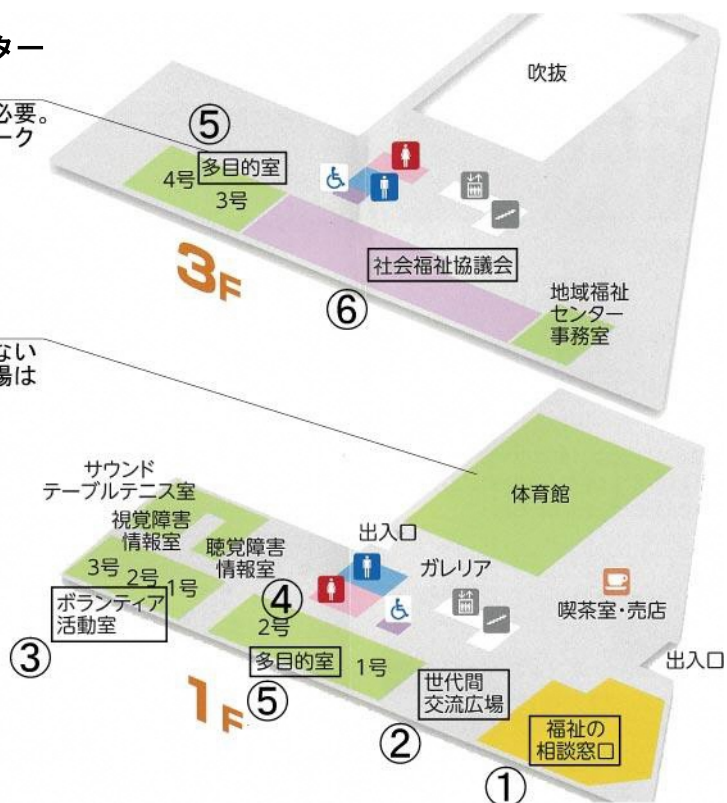 ター
必要。
ーク
吹抜
⑤
多目的室
4号
3号
3F
社会福祉協議会
⑥
地域福祉
センター
事務室
ない
場は
体育館
サウンド
テーブルテニス室
視覚障害
情報室
聴覚障害
情報室
出入口
ガレリア
喫茶室・売店
3号
2号
1号
ボランティア
活動室
③
④
2号
多目的室
1号
⑤
1F
世代間
交流広場
②
出入口
福祉の
相談窓口
①